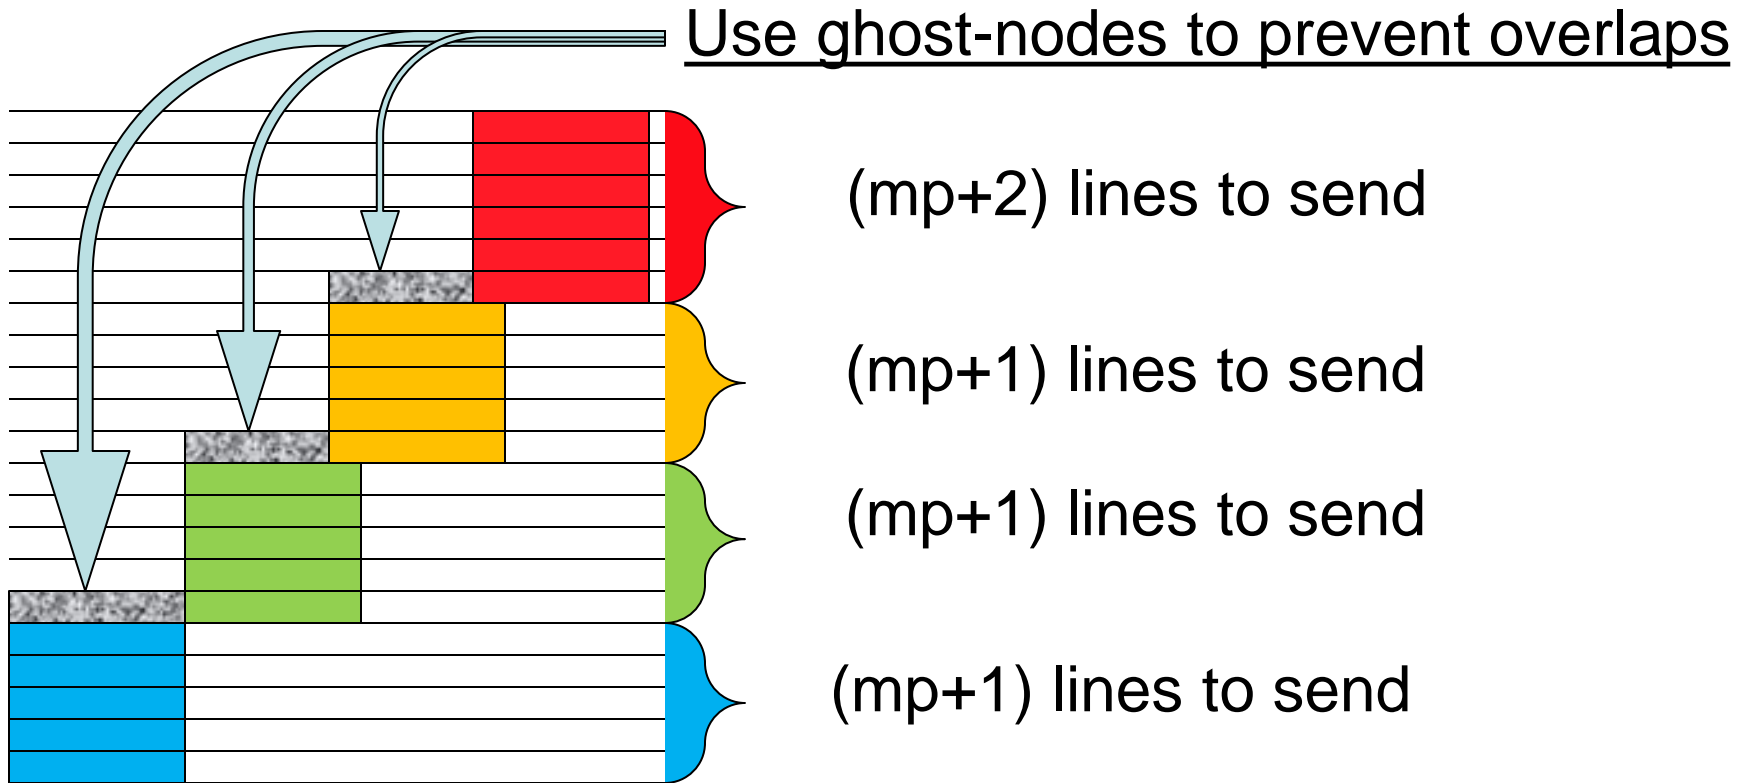 Use ghost-nodes to prevent overlaps
(mp+2) lines to send
(mp+1) lines to send
(mp+1) lines to send
(mp+1) lines to send